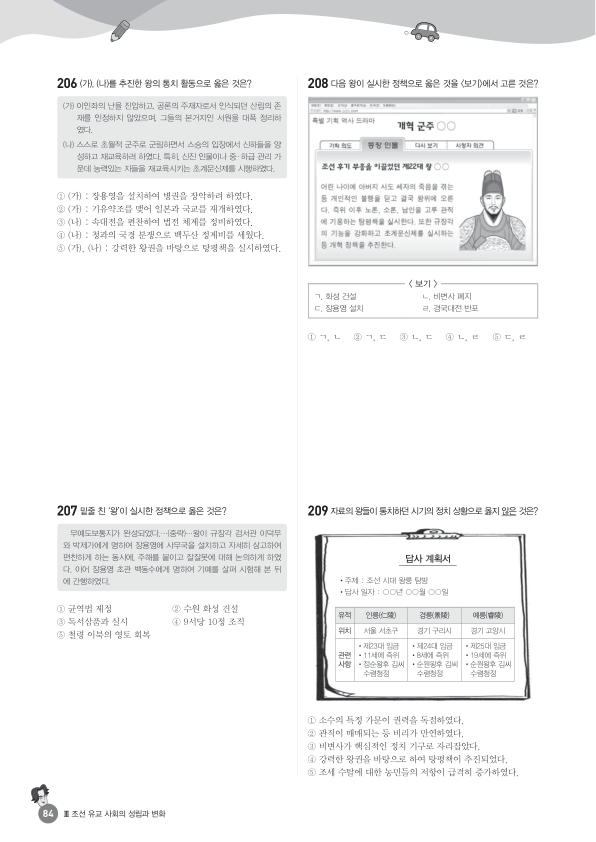 206 (가), (나)를 추진한 왕의 통치 활동으로 옳은 것은?
(가) 이인좌의 난을 진압하고, 공론의 주재자로서 인식되던 산림의 존
재를 인정하지 않았으며, 그들의 본거지인 서원을 대폭 정리하
였다.
(나) 스스로 초월적 군주로 군림하면서 스승의 입장에서 신하들을 양
성하고 재교육하려 하였다. 특히, 신진 인물이나 중·하급 관리 가
운데 능력있는 자들을 재교육시키는 초계문신제를 시행하였다.
① (가) : 장용영을 설치하여 병권을 장악하려 하였다.
② (가) : 기유약조를 맺어 일본과 국교를 재개하였다.
③ (나) : 속대전을 편찬하여 법전 체계를 정비하였다.
④ (나) : 청과의 국경 분쟁으로 백두산 정계비를 세웠다.
⑤ (가), (나) : 강력한 왕권을 바탕으로 탕평책을 실시하였다.
207 밑줄 친 '왕'이 실시한 정책으로 옳은 것은?
무예도보통지가 완성되었다.…(중략)…왕이 규장각 검서관 이덕무
와 박제가에게 명하여 장용영에 사무국을 설치하고 자세히 상고하여
편찬하게 하는 동시에, 주해를 붙이고 잘잘못에 대해 논의하게 하였
다. 이어 장용영 초관 백동수에게 명하여 기예를 살펴 시험해 본 뒤
에 간행하였다.
① 균역법 제정 ② 수원 화성 건설
③ 독서삼품과 실시 ④ 9서당 10정 조직
⑤ 철령 이북의 영토 회복
208 다음 왕이 실시한 정책으로 옳은 것을 <보기>에서 고른 것은?
특별 기획 역사 드라마
개혁 군주 ○○
기획 의도 등장 인물 다시 보기 시청자 의견
조선 후기 부흥을 이끌었던 제22대 왕 ○○
어린 나이에 아버지 사도 세자의 죽음을 겪는
등 개인적인 불행을 딛고 결국 왕위에 오른
다. 즉위 이후 노론, 소론, 남인을 고루 관직
에 기용하는 탕평책을 실시한다. 또한 규장각
의 기능을 강화하고 초계문신제를 실시하는
등 개혁 정책을 추진한다.
< 보기 >
ㄱ. 화성 건설 ㄴ. 비변사 폐지
ㄷ. 장용영 설치 ㄹ. 경국대전 반포
① ㄱ, ㄴ ② ㄱ, ㄷ ③ ㄴ, ㄷ ④ ㄴ, ㄹ ⑤ ㄷ, ㄹ
209 자료의 왕들이 통치하던 시기의 정치 상황으로 옳지 않은 것은?
답사 계획서
• 주제 : 조선 시대 왕릉 탐방
• 답사 일자 : ○○년 ○○월 ○○일
유적 인릉(仁陵) 경릉(景陵) 예릉(睿陵)
위치 서울 서초구 경기 구리시 경기 고양시
관련 사항
• 제23대 임금 • 제24대 임금 • 제25대 임금
• 11세에 즉위 • 8세에 즉위 • 19세에 즉위
• 정순왕후 김씨 • 순원왕후 김씨 • 순원왕후 김씨
수렴청정 수렴청정 수렴청정
① 소수의 특정 가문이 권력을 독점하였다.
② 관직이 매매되는 등 비리가 만연하였다.
③ 비변사가 핵심적인 정치 기구로 자리잡았다.
④ 강력한 왕권을 바탕으로 하여 탕평책이 추진되었다.
⑤ 조세 수탈에 대한 농민들의 저항이 급격히 증가하였다.
84 Ⅲ 조선 유교 사회의 성립과 변화